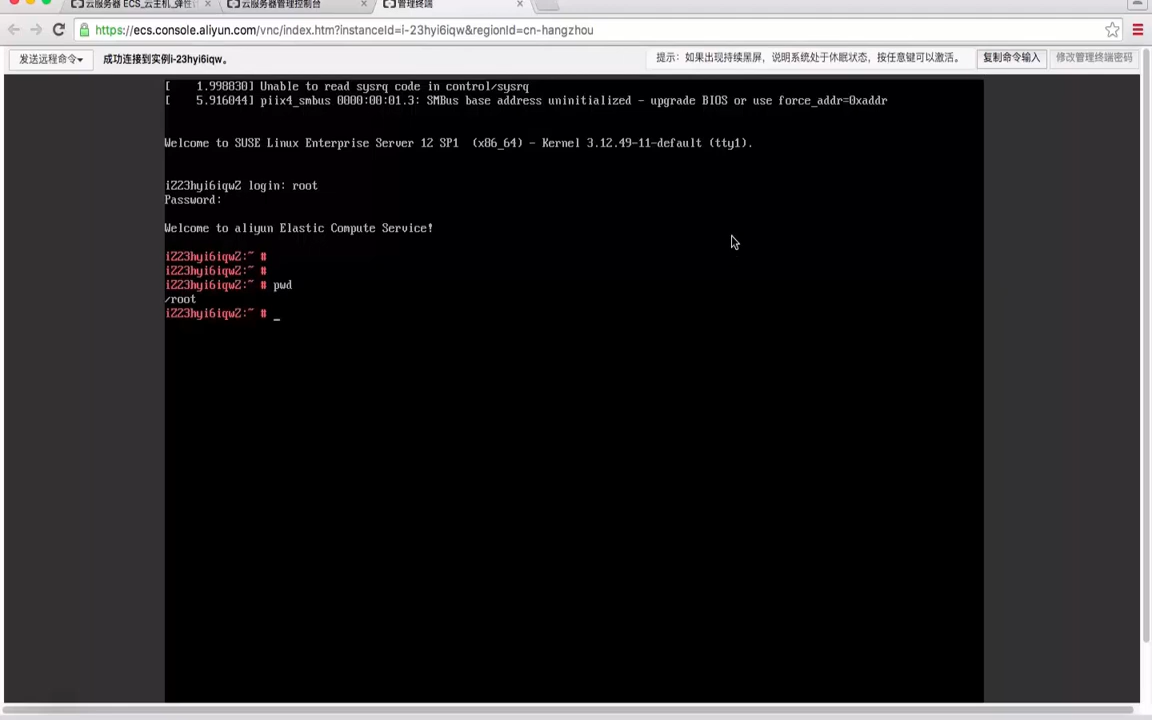 云服务器 ECS_云主机_弹性
云服务器管理控制台
管理终端
https://ecs.console.aliyun.com/vnc/index.htm?instanceId=i-23hyi6iqw&regionId=cn-hangzhou
发送远程命令
成功连接到实例i-23hyi6iqw。
提示：如果出现持续黑屏，说明系统处于休眠状态，按任意键可以激活。
复制命令输入
修改管理终端密码
[    1.998830] Unable to read sysrq code in control/sysrq
[    5.916044] piix4_smbus 0000:00:01.3: SMBus base address uninitialized - upgrade BIOS or use force_addr=0xaddr
Welcome to SUSE Linux Enterprise Server 12 SP1  (x86_64) - Kernel 3.12.49-11-default (tty1).
iZ23hyi6iqwZ login: root
Password:
Welcome to aliyun Elastic Compute Service!
iZ23hyi6iqwZ:~ #
iZ23hyi6iqwZ:~ #
iZ23hyi6iqwZ:~ # pwd
/root
iZ23hyi6iqwZ:~ # _